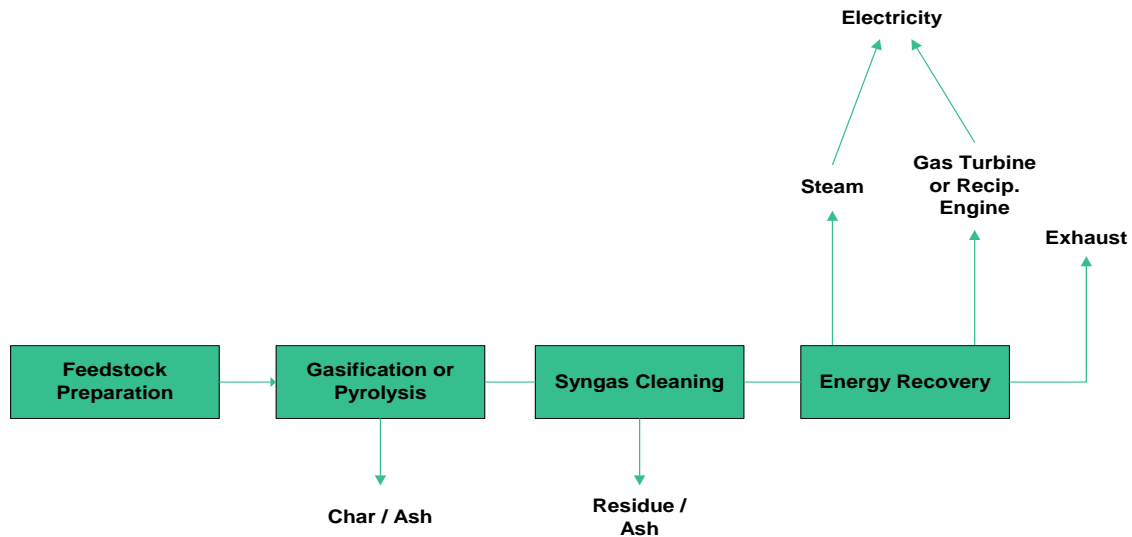 Electricity
Steam
Gas Turbine
or Recip.
Engine
Exhaust
Feedstock
Preparation
Gasification or
Pyrolysis
Syngas Cleaning
Energy Recovery
Char / Ash
Residue /
Ash